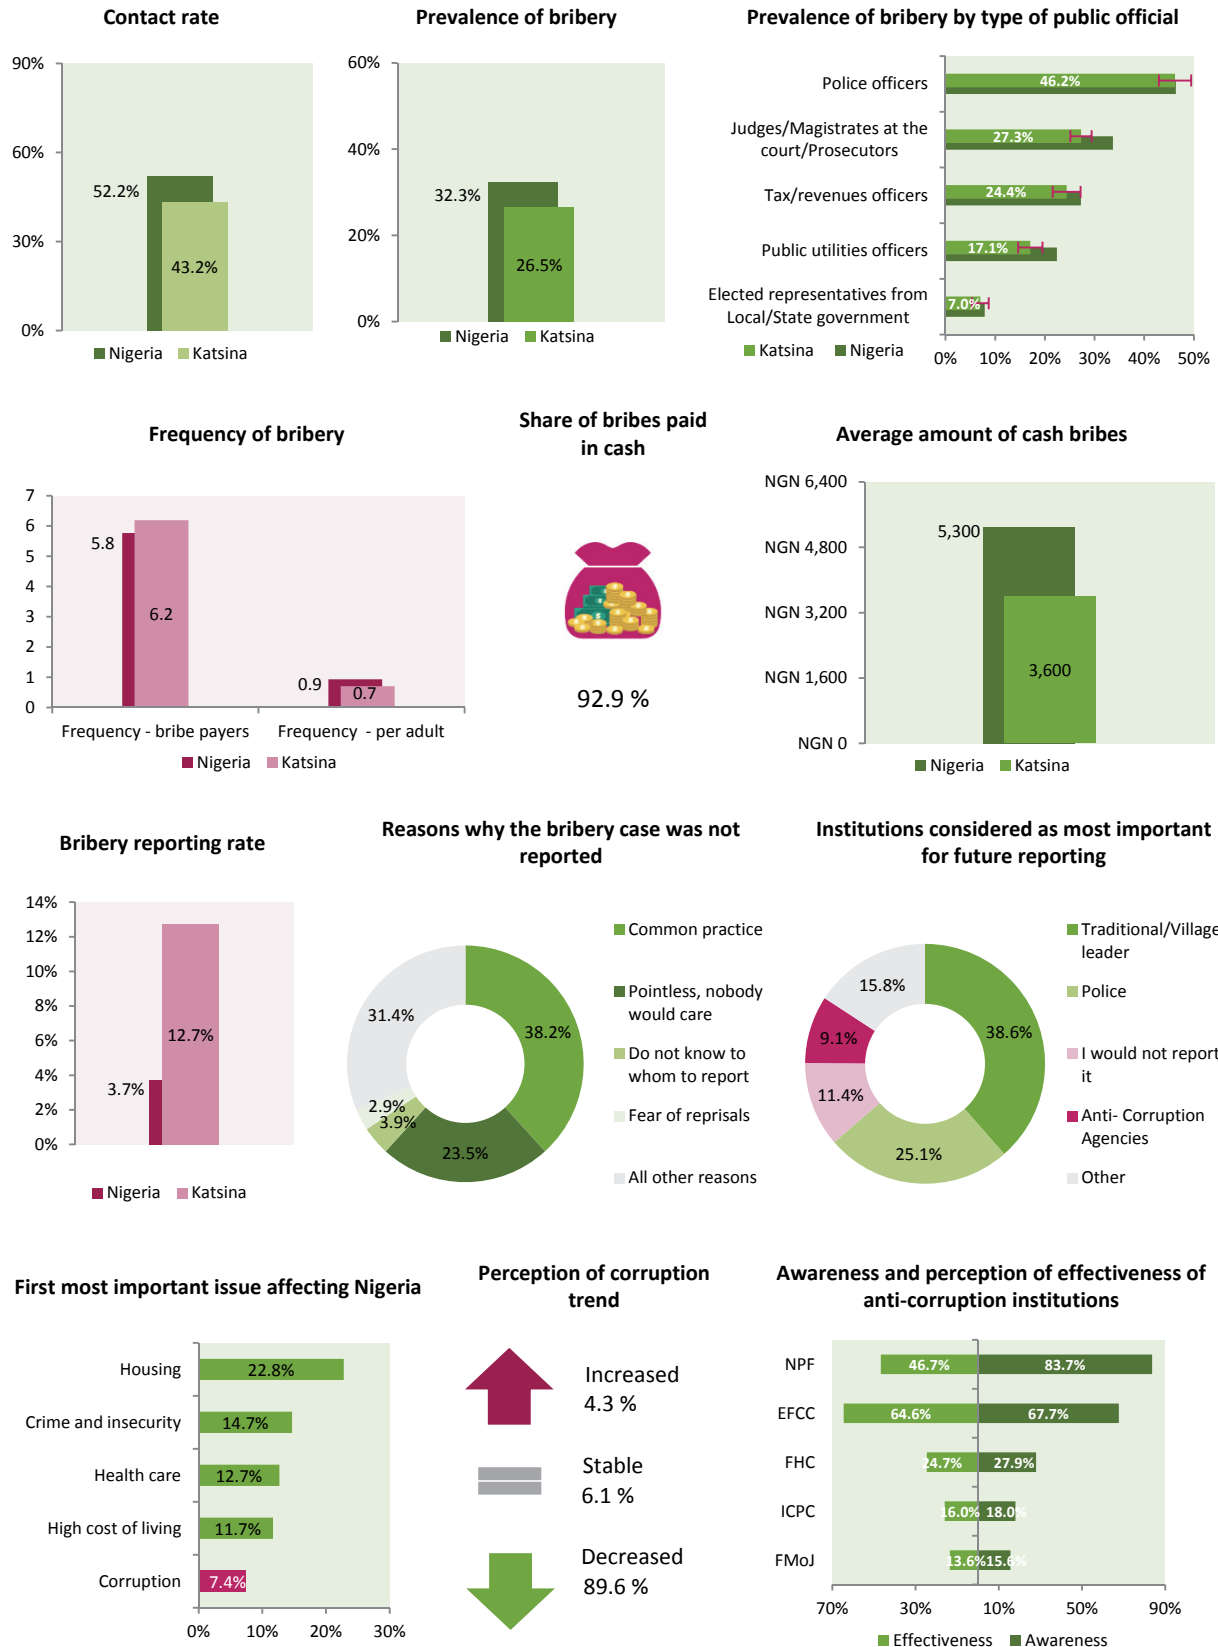 Contact rate
90%
60%
30%
0%
52.2%
43.2%
Nigeria
Katsina
Prevalence of bribery
60%
40%
20%
0%
32.3%
26.5%
Nigeria
Katsina
Prevalence of bribery by type of public official
Police officers
46.2%
Judges/Magistrates at the
court/Prosecutors
27.3%
Tax/revenues officers
24.4%
Public utilities officers
17.1%
Elected representatives from
Local/State government
7.0%
Katsina
Nigeria
0% 10% 20% 30% 40% 50%
Frequency of bribery
7
6
5
4
3
2
1
0
5.8
6.2
0.9
0.7
Frequency - bribe payers
Frequency - per adult
Nigeria
Katsina
Share of bribes paid
in cash
92.9 %
Average amount of cash bribes
NGN 6,400
NGN 4,800
NGN 3,200
NGN 1,600
NGN 0
5,300
3,600
Nigeria
Katsina
Bribery reporting rate
14%
12%
10%
8%
6%
4%
2%
0%
3.7%
12.7%
Nigeria
Katsina
Reasons why the bribery case was not
reported
38.2%
23.5%
3.9%
2.9%
31.4%
Common practice
Pointless, nobody
would care
Do not know to
whom to report
Fear of reprisals
All other reasons
Institutions considered as most important
for future reporting
38.6%
25.1%
11.4%
9.1%
15.8%
Traditional/Village
leader
Police
I would not report
it
Anti- Corruption
Agencies
Other
First most important issue affecting Nigeria
Housing
22.8%
Crime and insecurity
14.7%
Health care
12.7%
High cost of living
11.7%
Corruption
7.4%
0% 10% 20% 30%
Perception of corruption
trend
Increased
4.3 %
Stable
6.1 %
Decreased
89.6 %
Awareness and perception of effectiveness of
anti-corruption institutions
NPF
46.7%
83.7%
EFCC
64.6%
67.7%
FHC
24.7%
27.9%
ICPC
16.0%
18.0%
FMoJ
13.6%
15.6%
70% 30% 10% 50% 90%
Effectiveness
Awareness